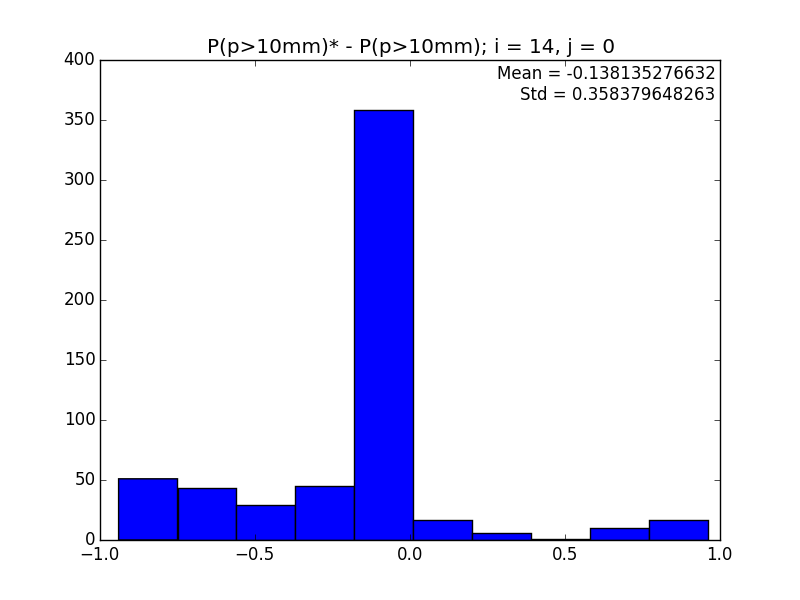 P(p>10mm)* - P(p>10mm); i = 14, j = 0
Mean = -0.138135276632
Std = 0.358379648263
400
350
300
250
200
150
100
50
0
−1.0 −0.5 0.0 0.5 1.0